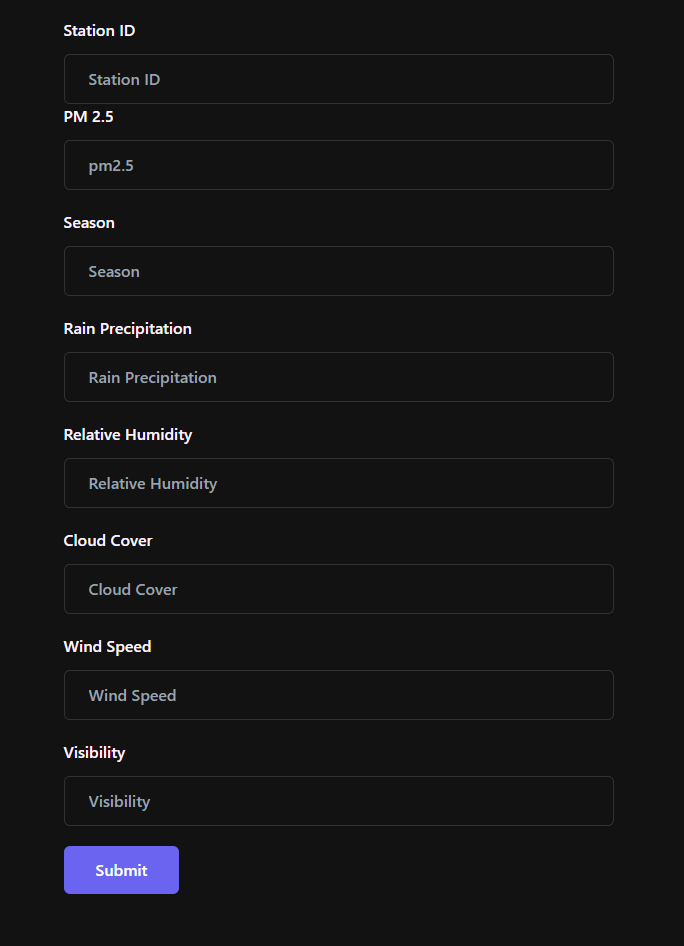 Station ID
Station ID
PM 2.5
pm2.5
Season
Season
Rain Precipitation
Rain Precipitation
Relative Humidity
Relative Humidity
Cloud Cover
Cloud Cover
Wind Speed
Wind Speed
Visibility
Visibility
Submit